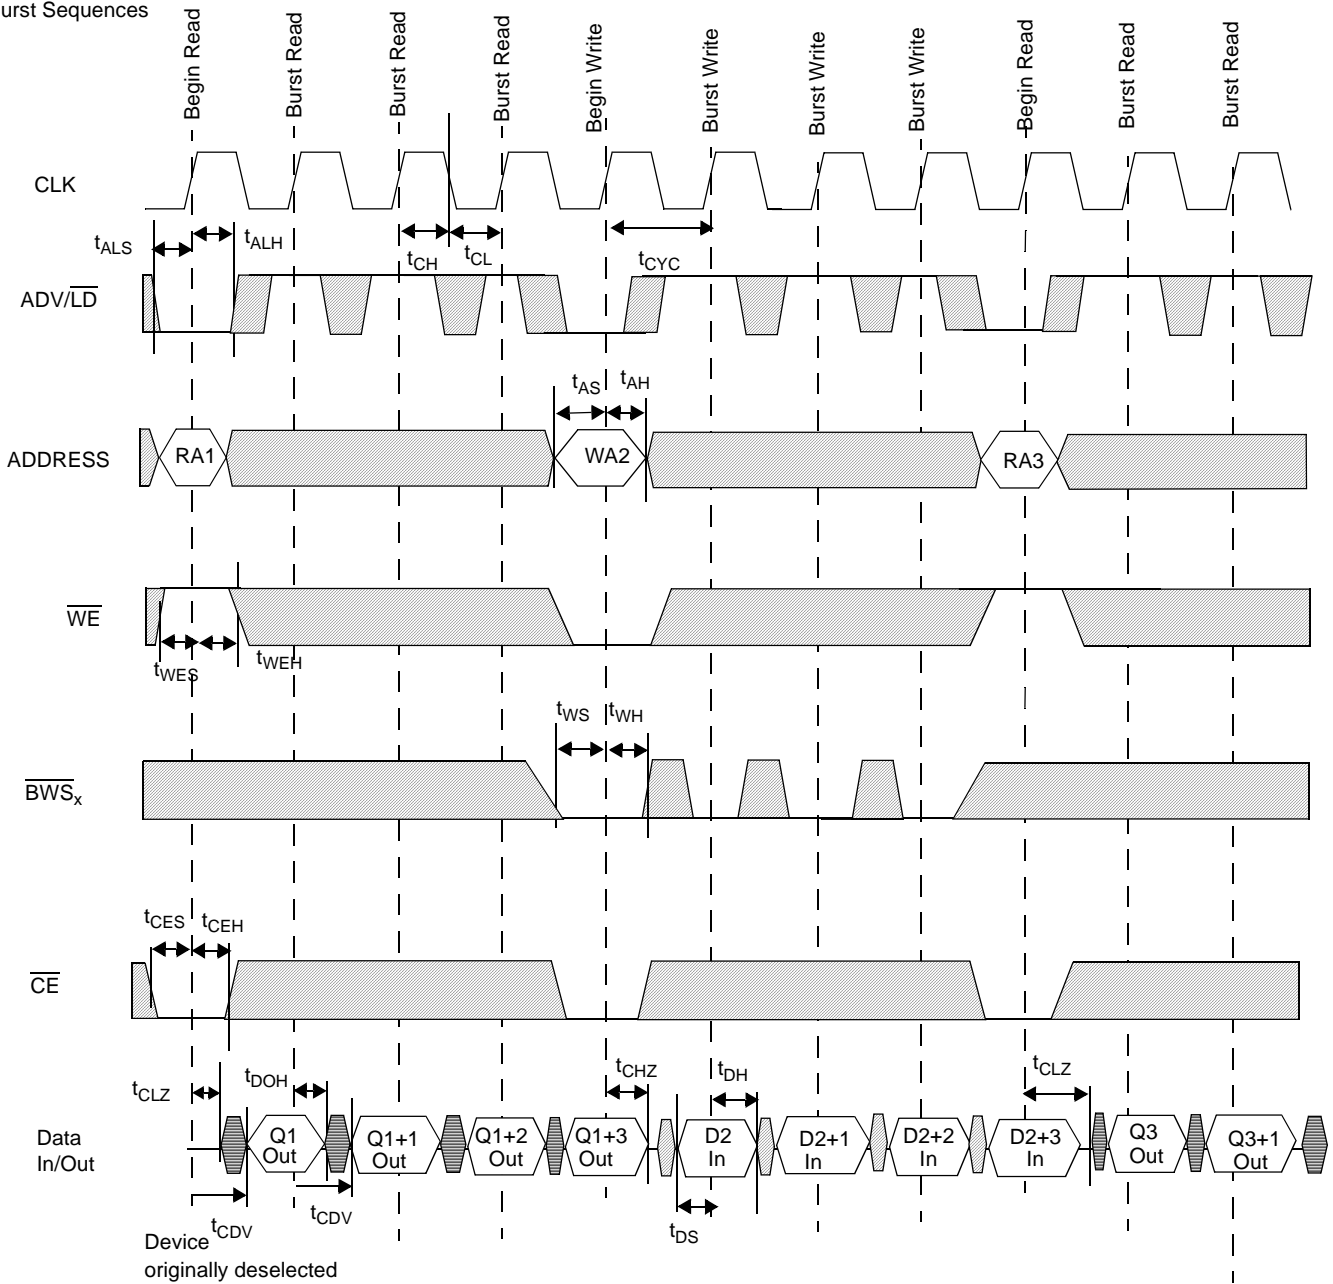 urst Sequences
Begin Read
Burst Read
Burst Read
Burst Read
Begin Write
Burst Write
Burst Write
Burst Write
Begin Read
Burst Read
Burst Read
CLK
tALS
tALH
tCH
tCL
tCYC
ADV/LD
tAS
tAH
ADDRESS
RA1
WA2
RA3
WE
tWES
tWEH
tWS
tWH
BWSx
tCES
tCEH
CE
tCLZ
tDOH
tCHZ
tDH
tCLZ
Data
In/Out
Q1
Out
Q1+1
Out
Q1+2
Out
Q1+3
Out
D2
In
D2+1
In
D2+2
In
D2+3
In
Q3
Out
Q3+1
Out
tCDV
tCDV
tDS
Device
originally deselected